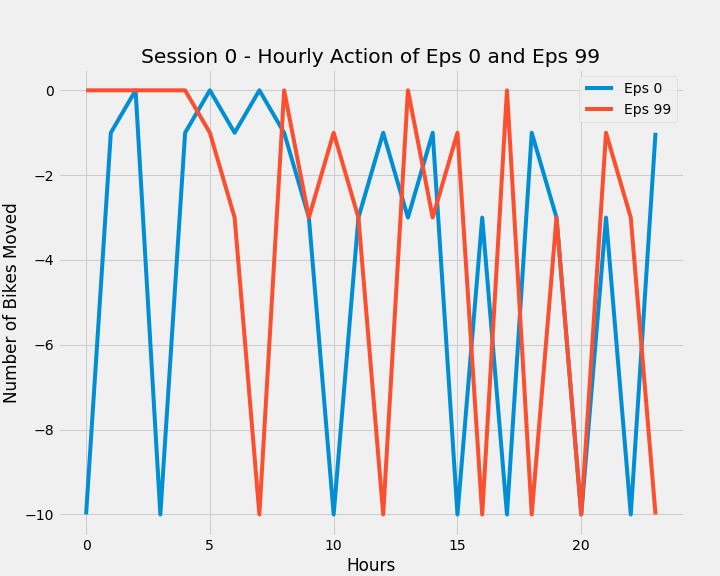 Session 0 - Hourly Action of Eps 0 and Eps 99
Eps 0
Eps 99
Number of Bikes Moved
0
−2
−4
−6
−8
−10
0 5 10 15 20
Hours